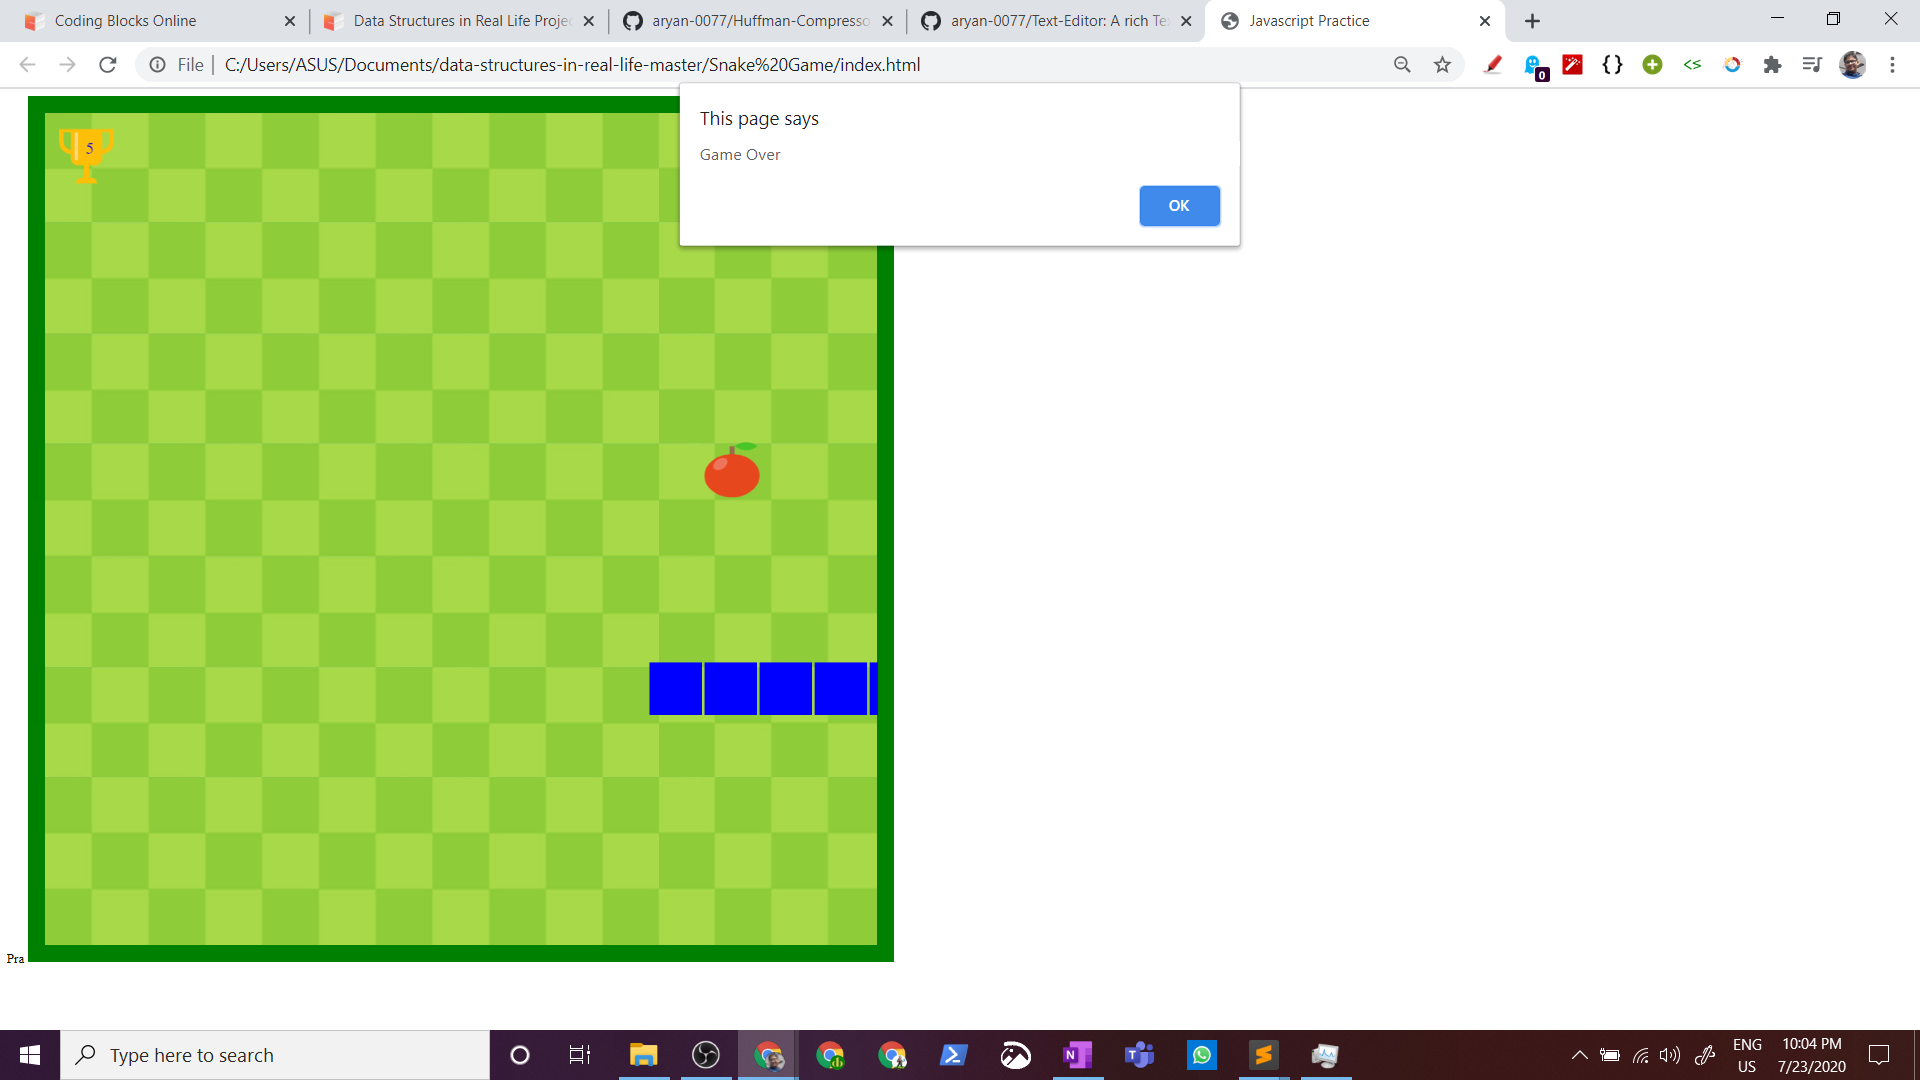 Coding Blocks Online
Data Structures in Real Life Projec
aryan-0077/Huffman-Compresso
aryan-0077/Text-Editor: A rich Te
Javascript Practice
File
C:/Users/ASUS/Documents/data-structures-in-real-life-master/Snake%20Game/index.html
0
{}
<s
This page says
Game Over
OK
5
Pra
Type here to search
ENG
US
10:04 PM
7/23/2020